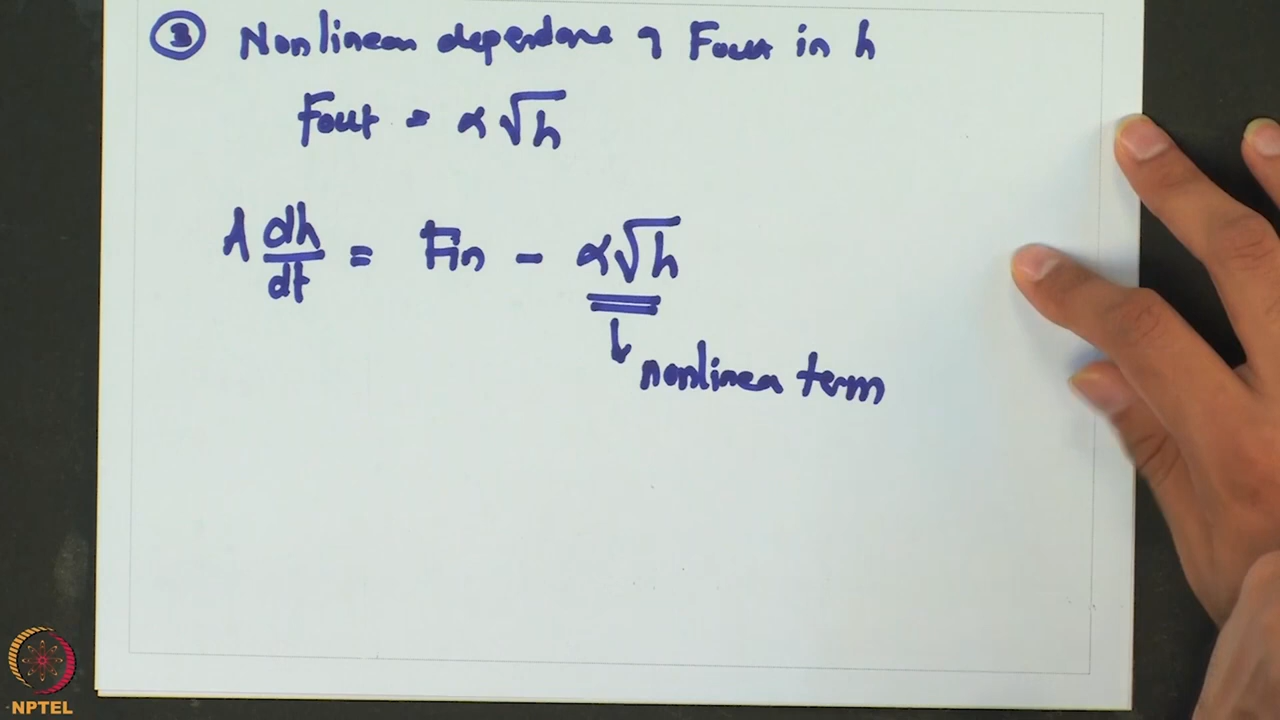 ③ Nonlinear dependence of Fout in h
Fout = α √h
A dh/dt = Fin - α√h
↓ nonlinear term
NPTEL